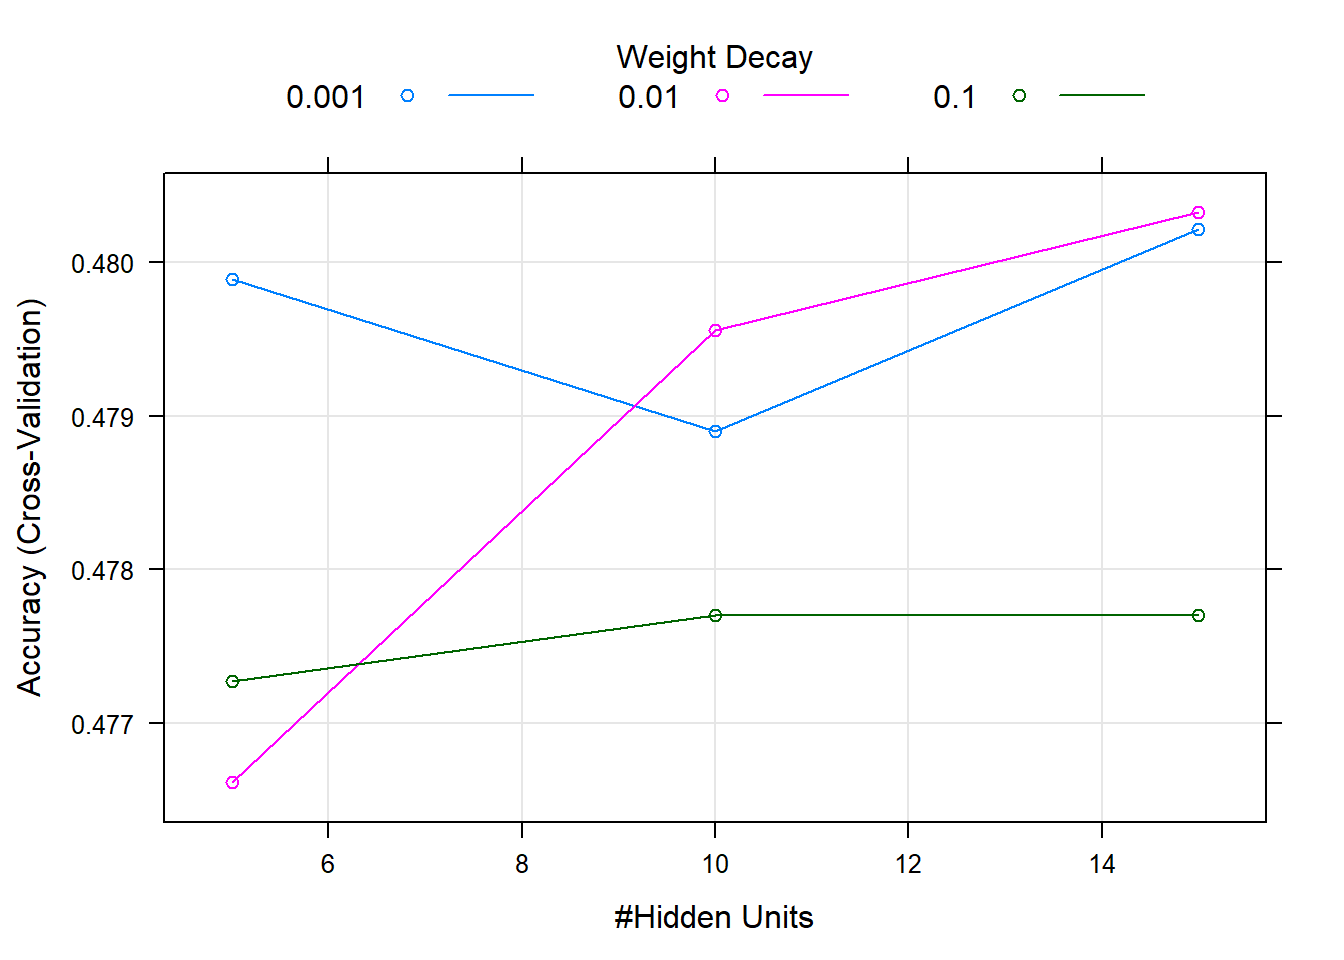 Weight Decay
0.001 0.01 0.1
0.480
0.479
0.478
0.477
Accuracy (Cross-Validation)
6 8 10 12 14
#Hidden Units